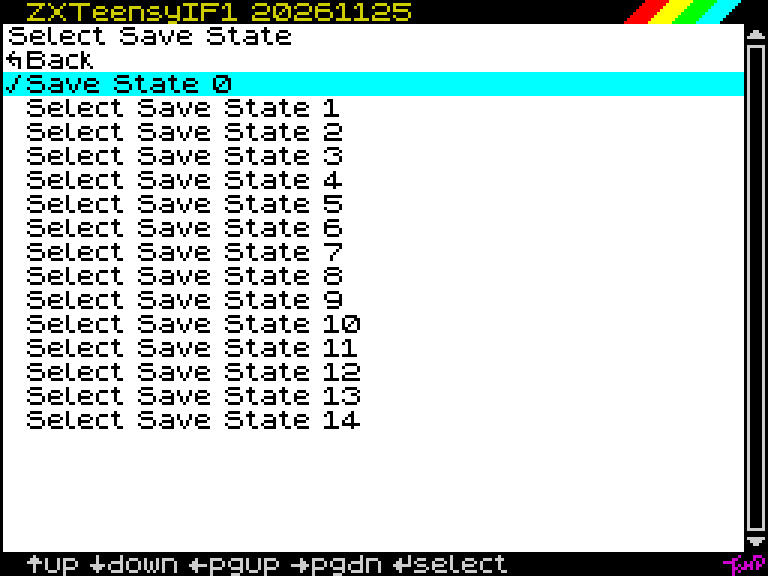 ZXTeensyIF1 20261125
Select Save State
↰Back
✓Save State 0
Select Save State 1
Select Save State 2
Select Save State 3
Select Save State 4
Select Save State 5
Select Save State 6
Select Save State 7
Select Save State 8
Select Save State 9
Select Save State 10
Select Save State 11
Select Save State 12
Select Save State 13
Select Save State 14
↑up ↓down ←pgup →pgdn ↵select